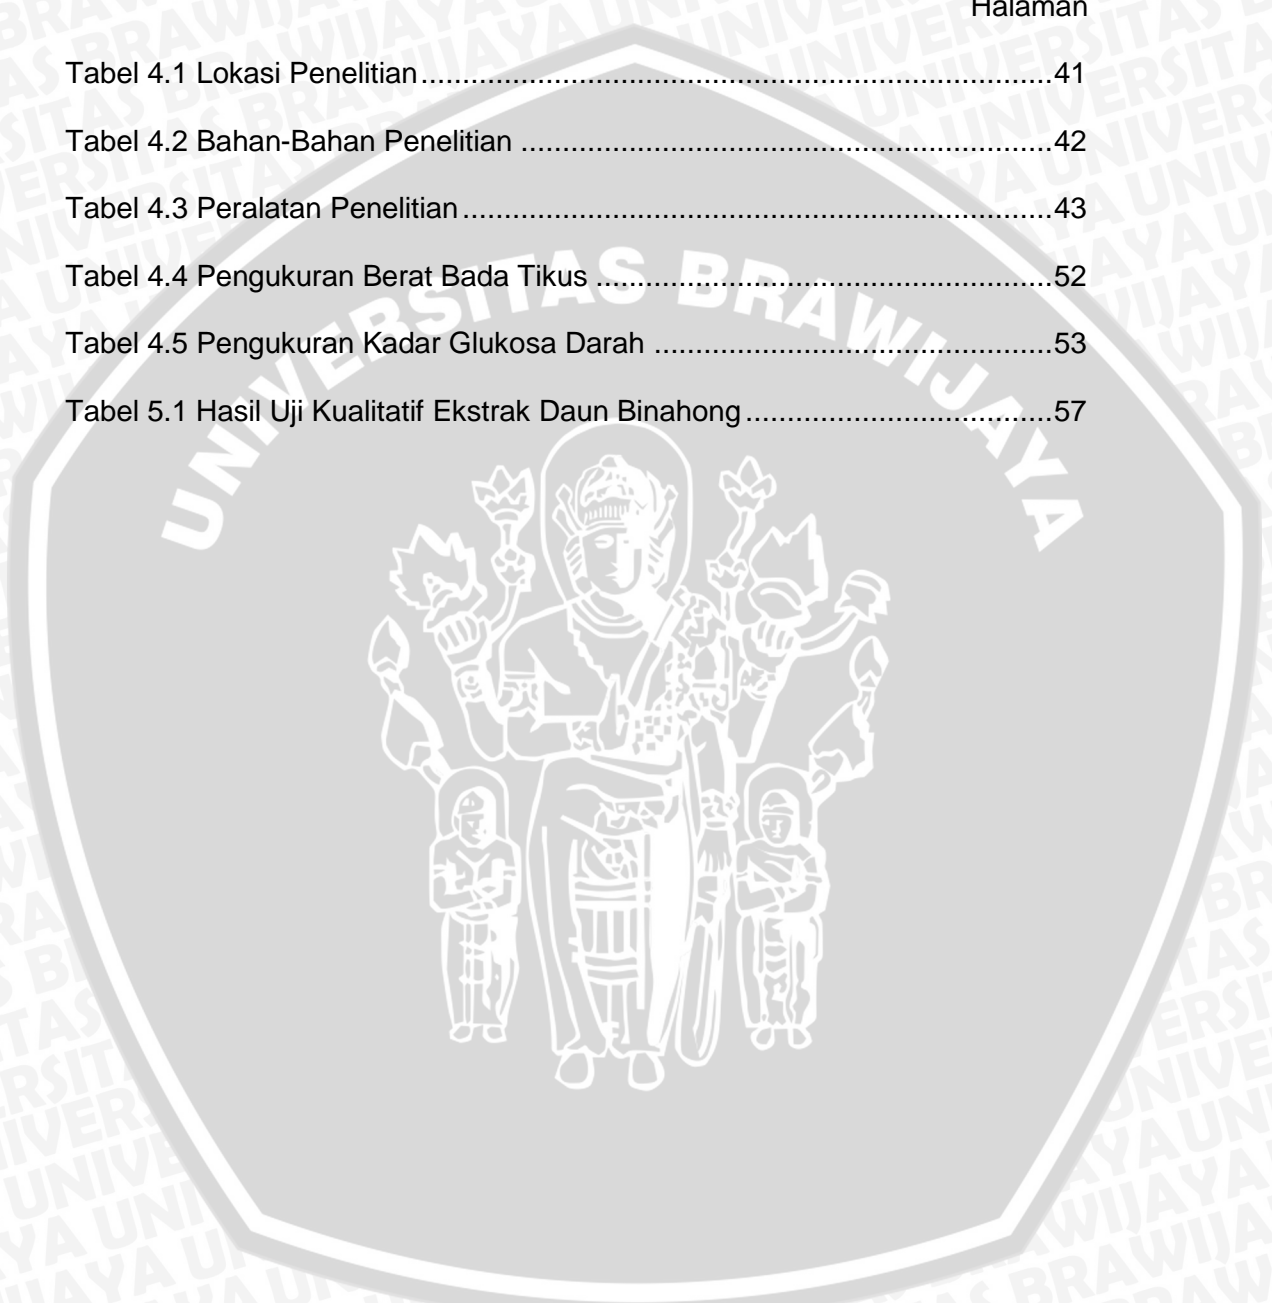 Halaman
Tabel 4.1 Lokasi Penelitian............................................................................41
Tabel 4.2 Bahan-Bahan Penelitian ................................................................42
Tabel 4.3 Peralatan Penelitian.......................................................................43
Tabel 4.4 Pengukuran Berat Bada Tikus .......................................................52
Tabel 4.5 Pengukuran Kadar Glukosa Darah ................................................53
Tabel 5.1 Hasil Uji Kualitatif Ekstrak Daun Binahong.....................................57
UNIVERSITAS BRAWIJAYA